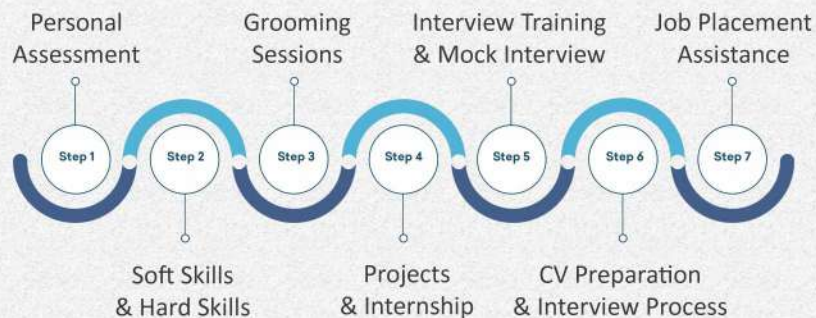 Personal
Assessment
Grooming
Sessions
Interview Training
& Mock Interview
Job Placement
Assistance
Step 1
Step 2
Step 3
Step 4
Step 5
Step 6
Step 7
Soft Skills
& Hard Skills
Projects
& Internship
CV Preparation
& Interview Process